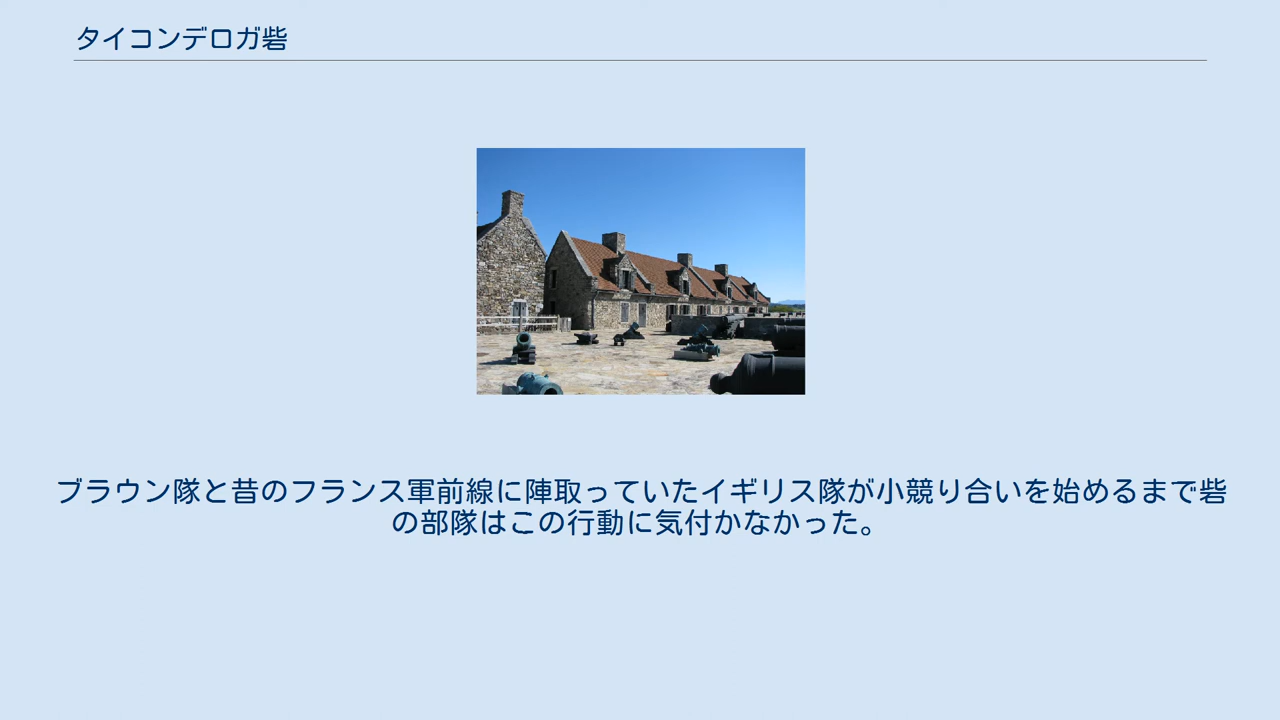 タイコンデロガ砦
ブラウン隊と昔のフランス軍前線に陣取っていたイギリス隊が小競り合いを始めるまで砦
の部隊はこの行動に気付かなかった。